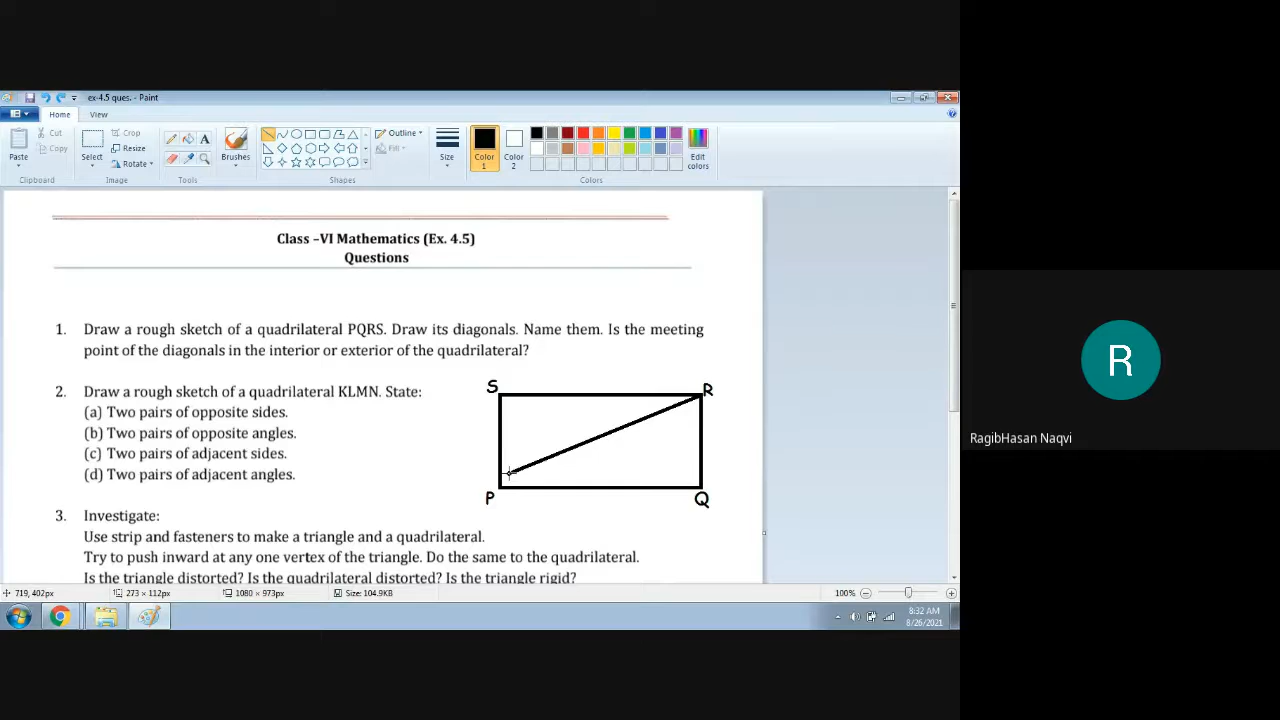 ex-4.5 ques. - Paint
Home
View
Paste
Cut
Copy
Clipboard
Select
Crop
Resize
Rotate
Image
A
Tools
Brushes
Outline
Fill
Shapes
Size
Color 1
Color 2
Edit colors
Colors
Class –VI Mathematics (Ex. 4.5)
Questions
1. Draw a rough sketch of a quadrilateral PQRS. Draw its diagonals. Name them. Is the meeting
point of the diagonals in the interior or exterior of the quadrilateral?
2. Draw a rough sketch of a quadrilateral KLMN. State:
(a) Two pairs of opposite sides.
(b) Two pairs of opposite angles.
(c) Two pairs of adjacent sides.
(d) Two pairs of adjacent angles.
S
R
P
Q
3. Investigate:
Use strip and fasteners to make a triangle and a quadrilateral.
Try to push inward at any one vertex of the triangle. Do the same to the quadrilateral.
Is the triangle distorted? Is the quadrilateral distorted? Is the triangle rigid?
719, 402px
273 × 112px
1080 × 973px
Size: 104.9KB
100%
8:32 AM
8/26/2021
R
RagibHasan Naqvi